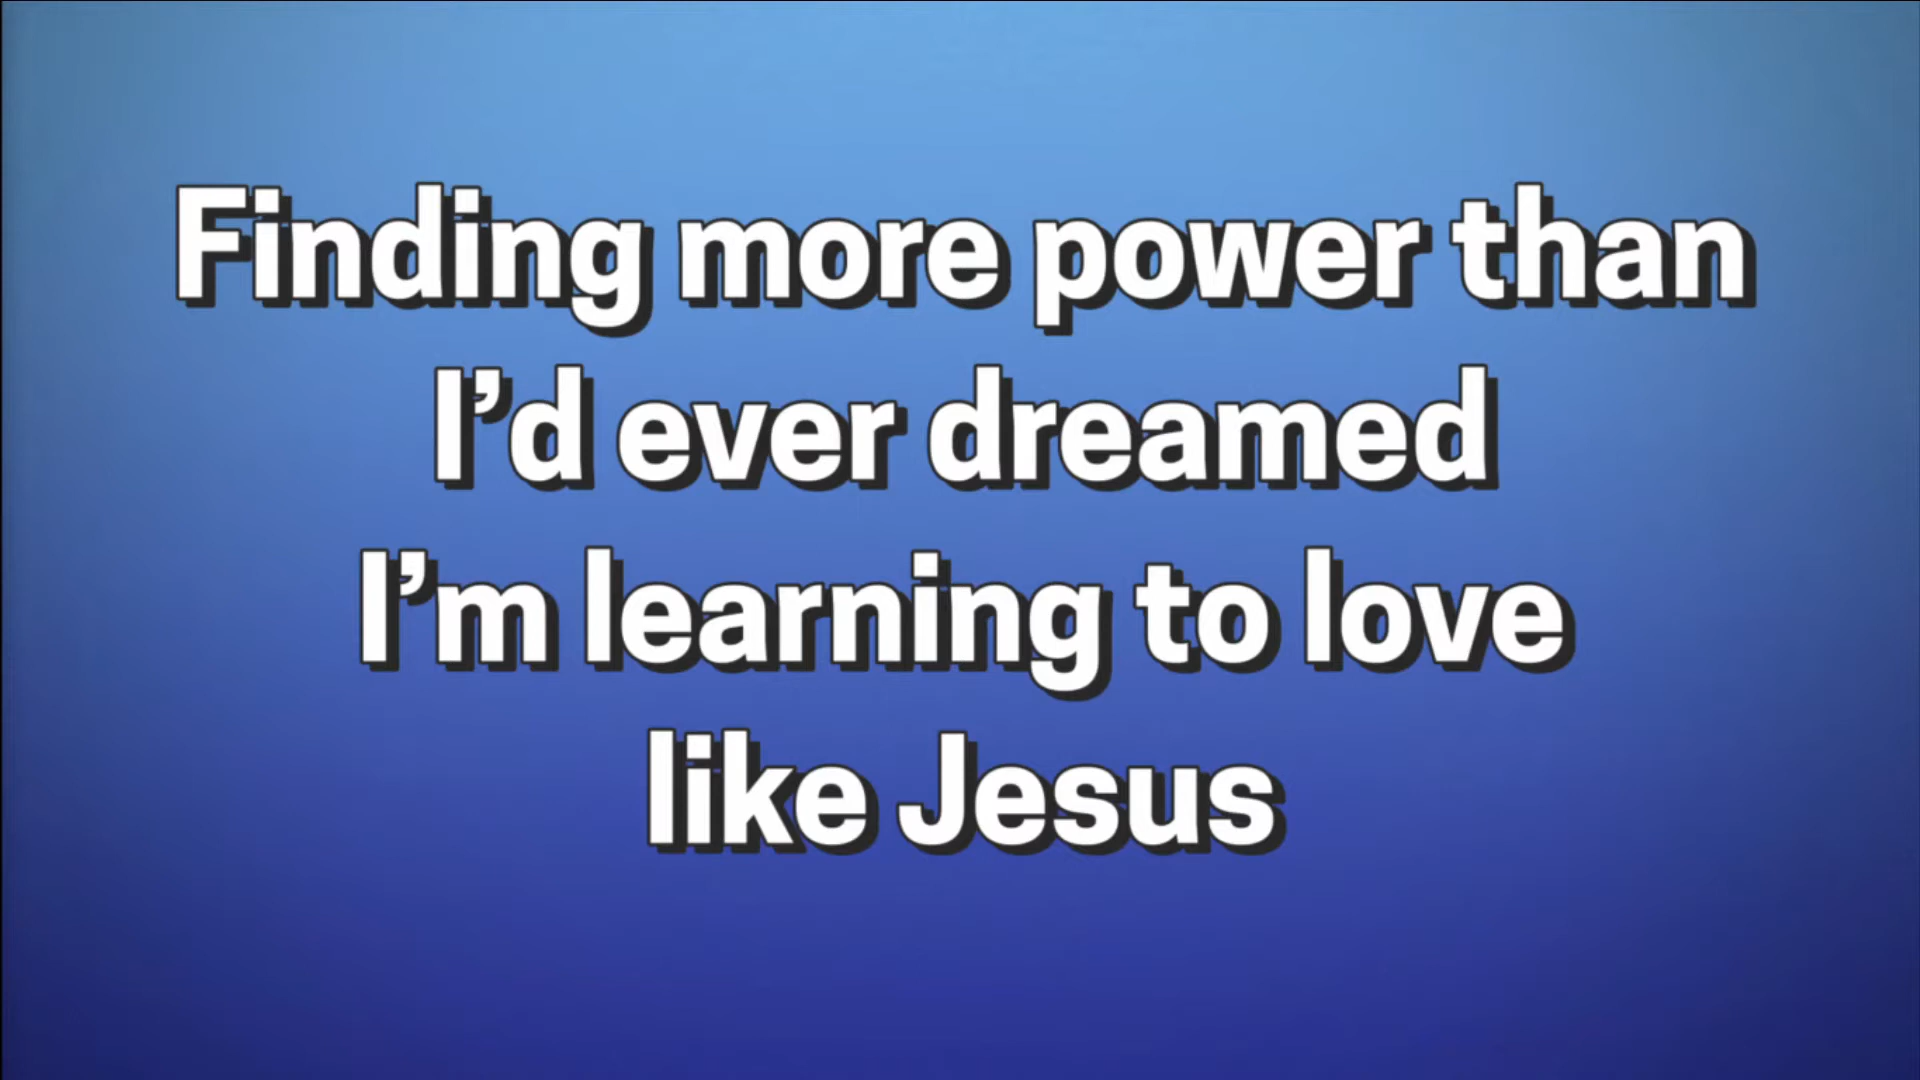 Finding more power than
I’d ever dreamed
I’m learning to love
like Jesus